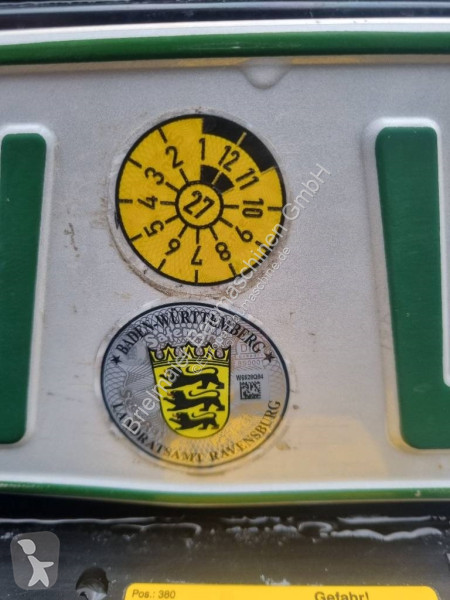 1 12 11 10 9 8 7 6 5 4 3 2
27
★ BADEN-WÜRTTEMBERG ★
LANDRATSAMT RAVENSBURG
Pos.: 380
Gefahr!